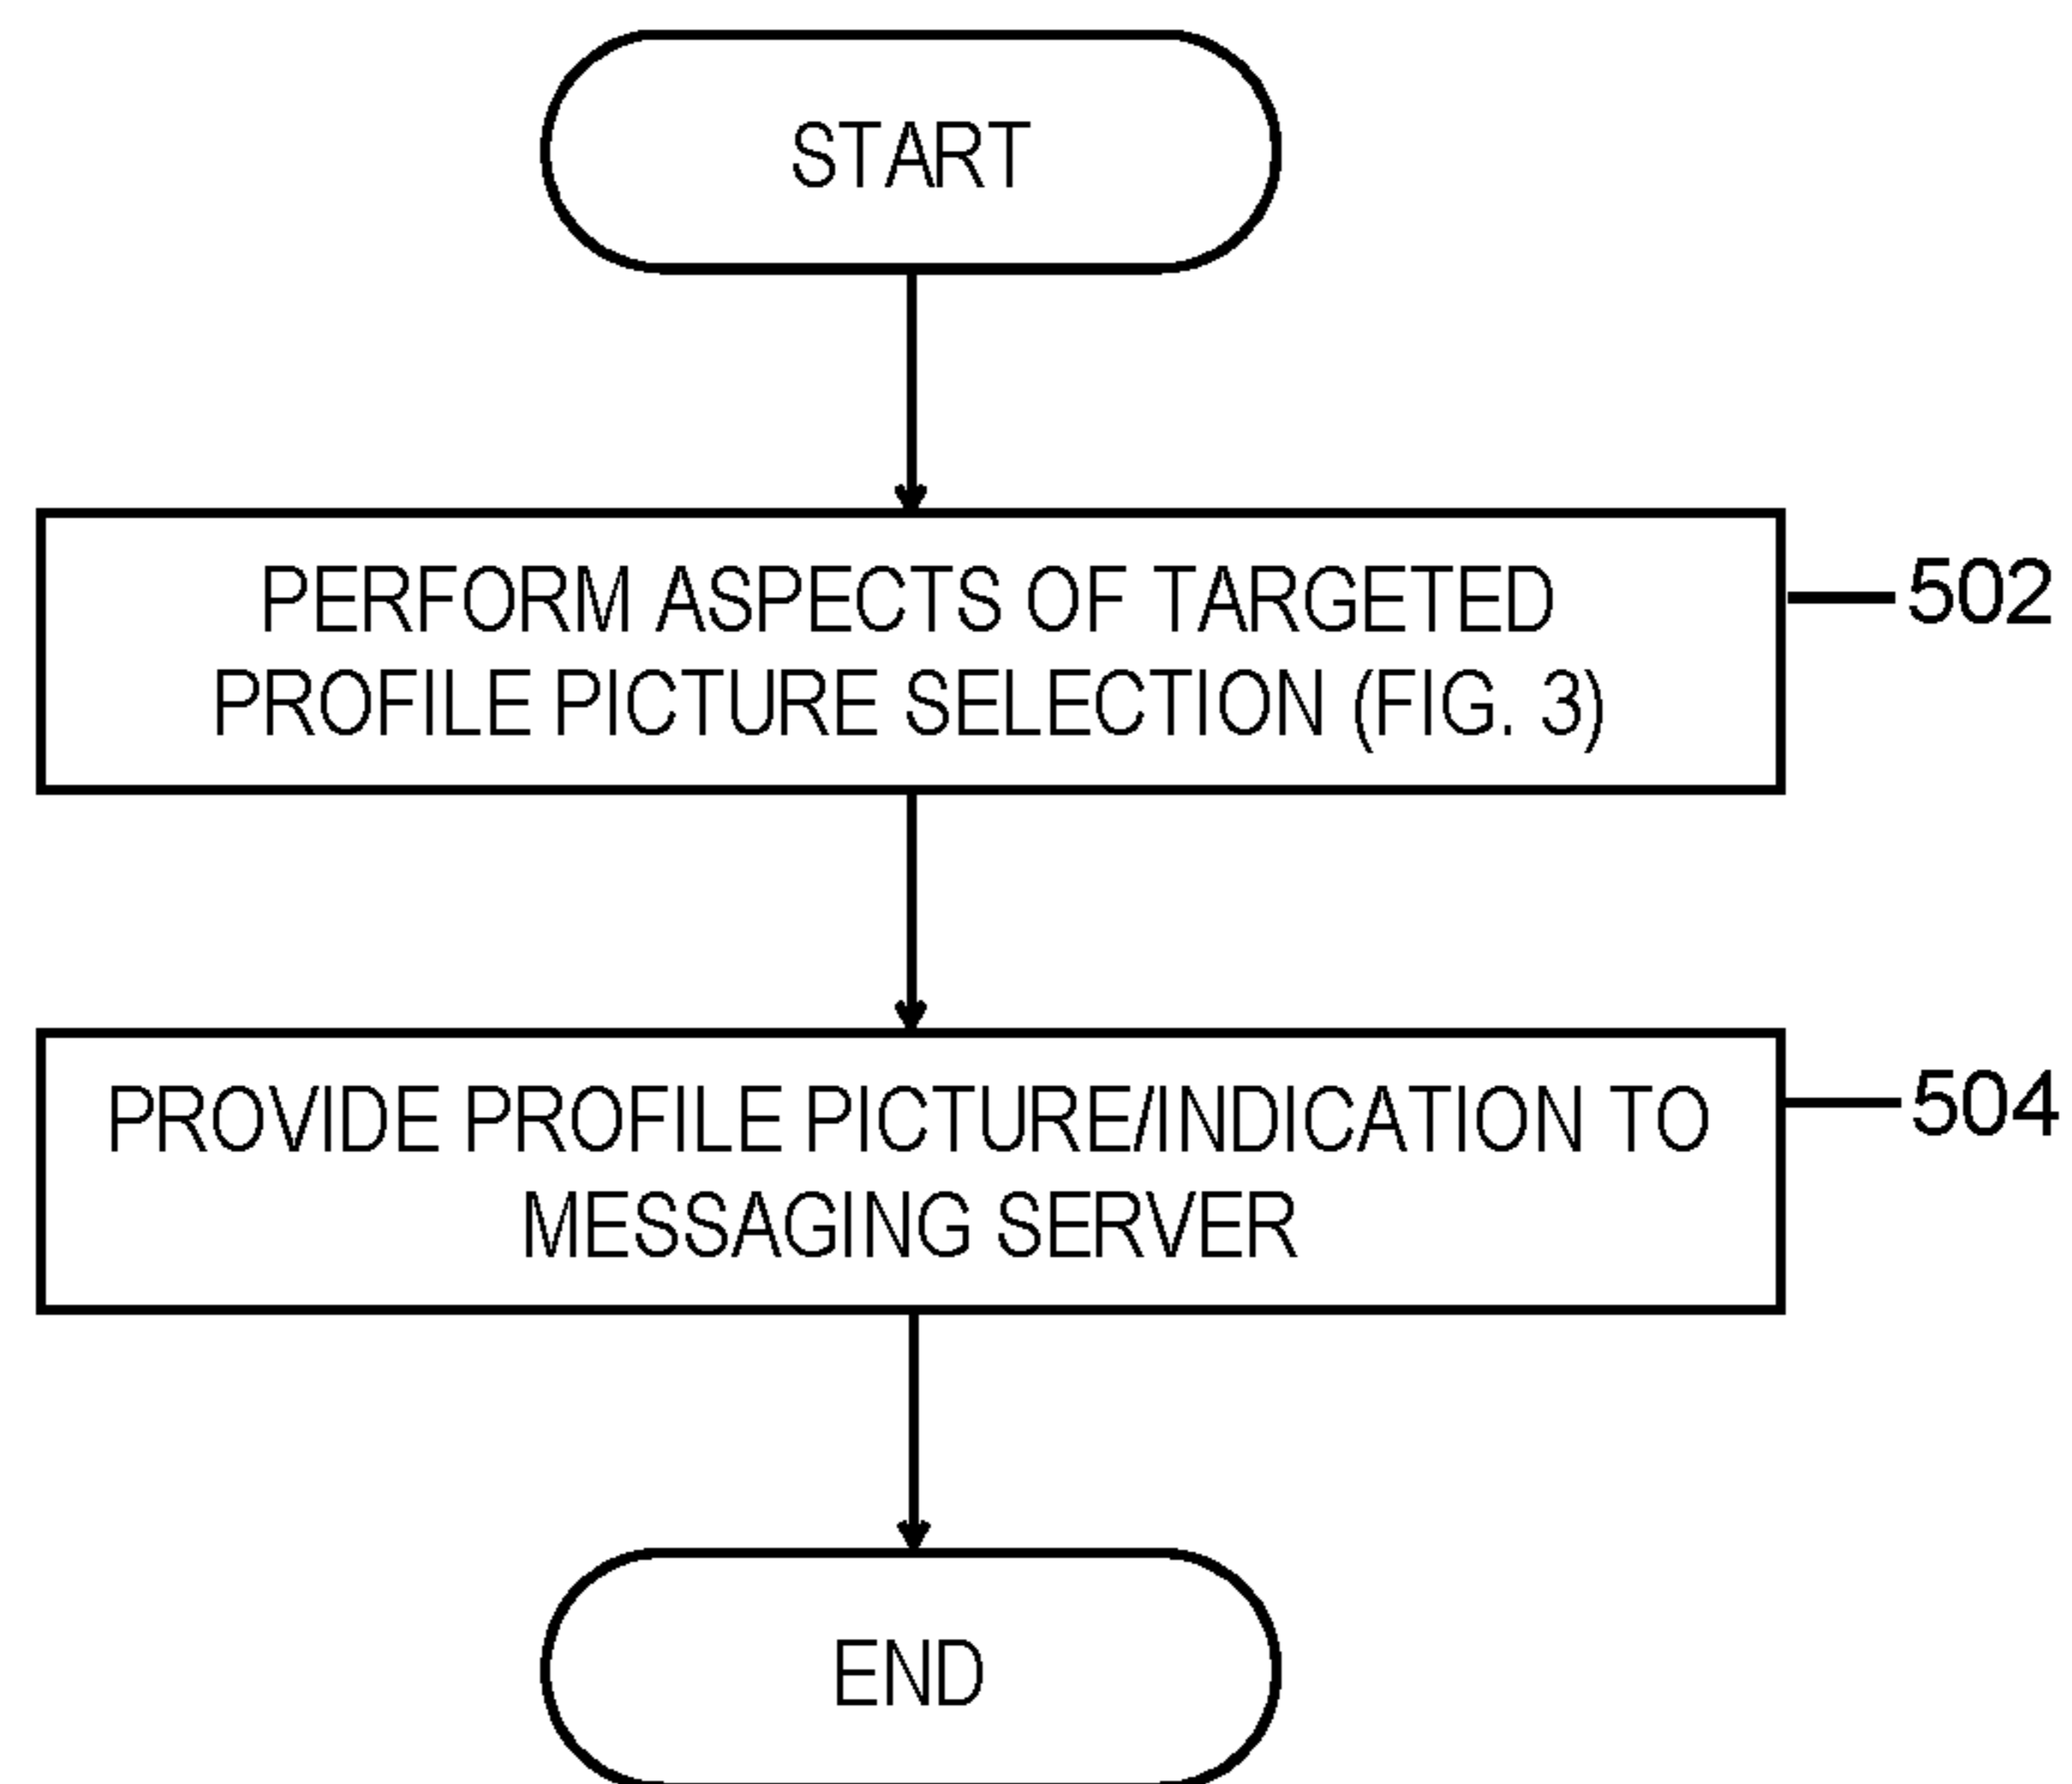 START
PERFORM ASPECTS OF TARGETED
PROFILE PICTURE SELECTION (FIG. 3)
502
PROVIDE PROFILE PICTURE/INDICATION TO
MESSAGING SERVER
504
END